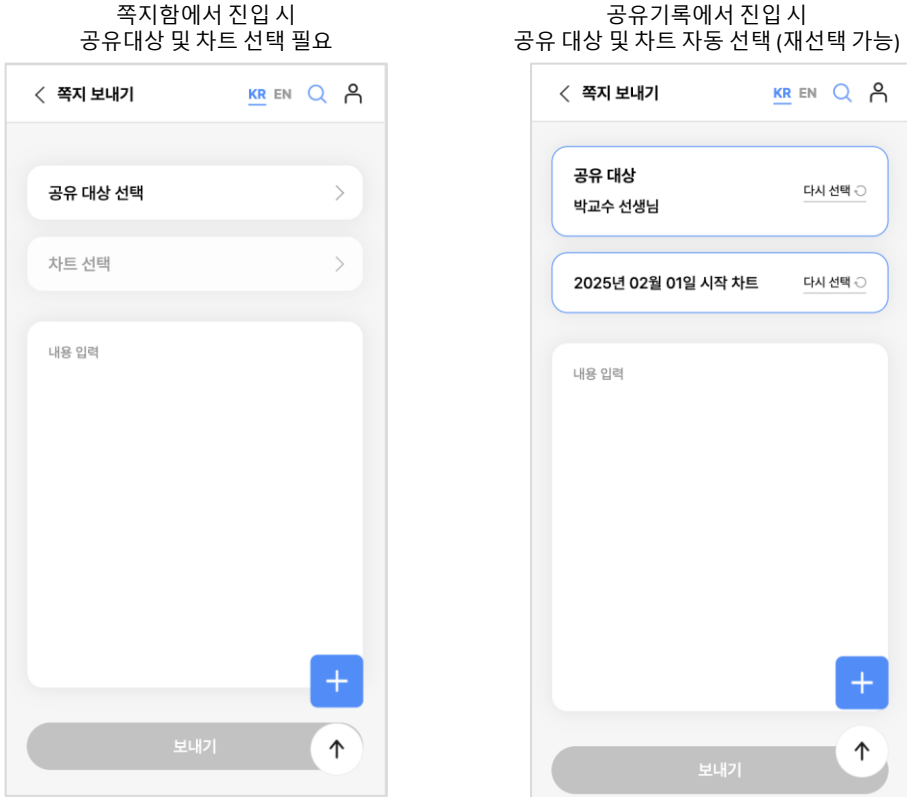 쪽지함에서 진입 시
공유대상 및 차트 선택 필요
쪽지 보내기
KR EN
공유 대상 선택
차트 선택
내용 입력
보내기
공유기록에서 진입 시
공유 대상 및 차트 자동 선택 (재선택 가능)
쪽지 보내기
KR EN
공유 대상
박교수 선생님
다시 선택
2025년 02월 01일 시작 차트
다시 선택
내용 입력
보내기